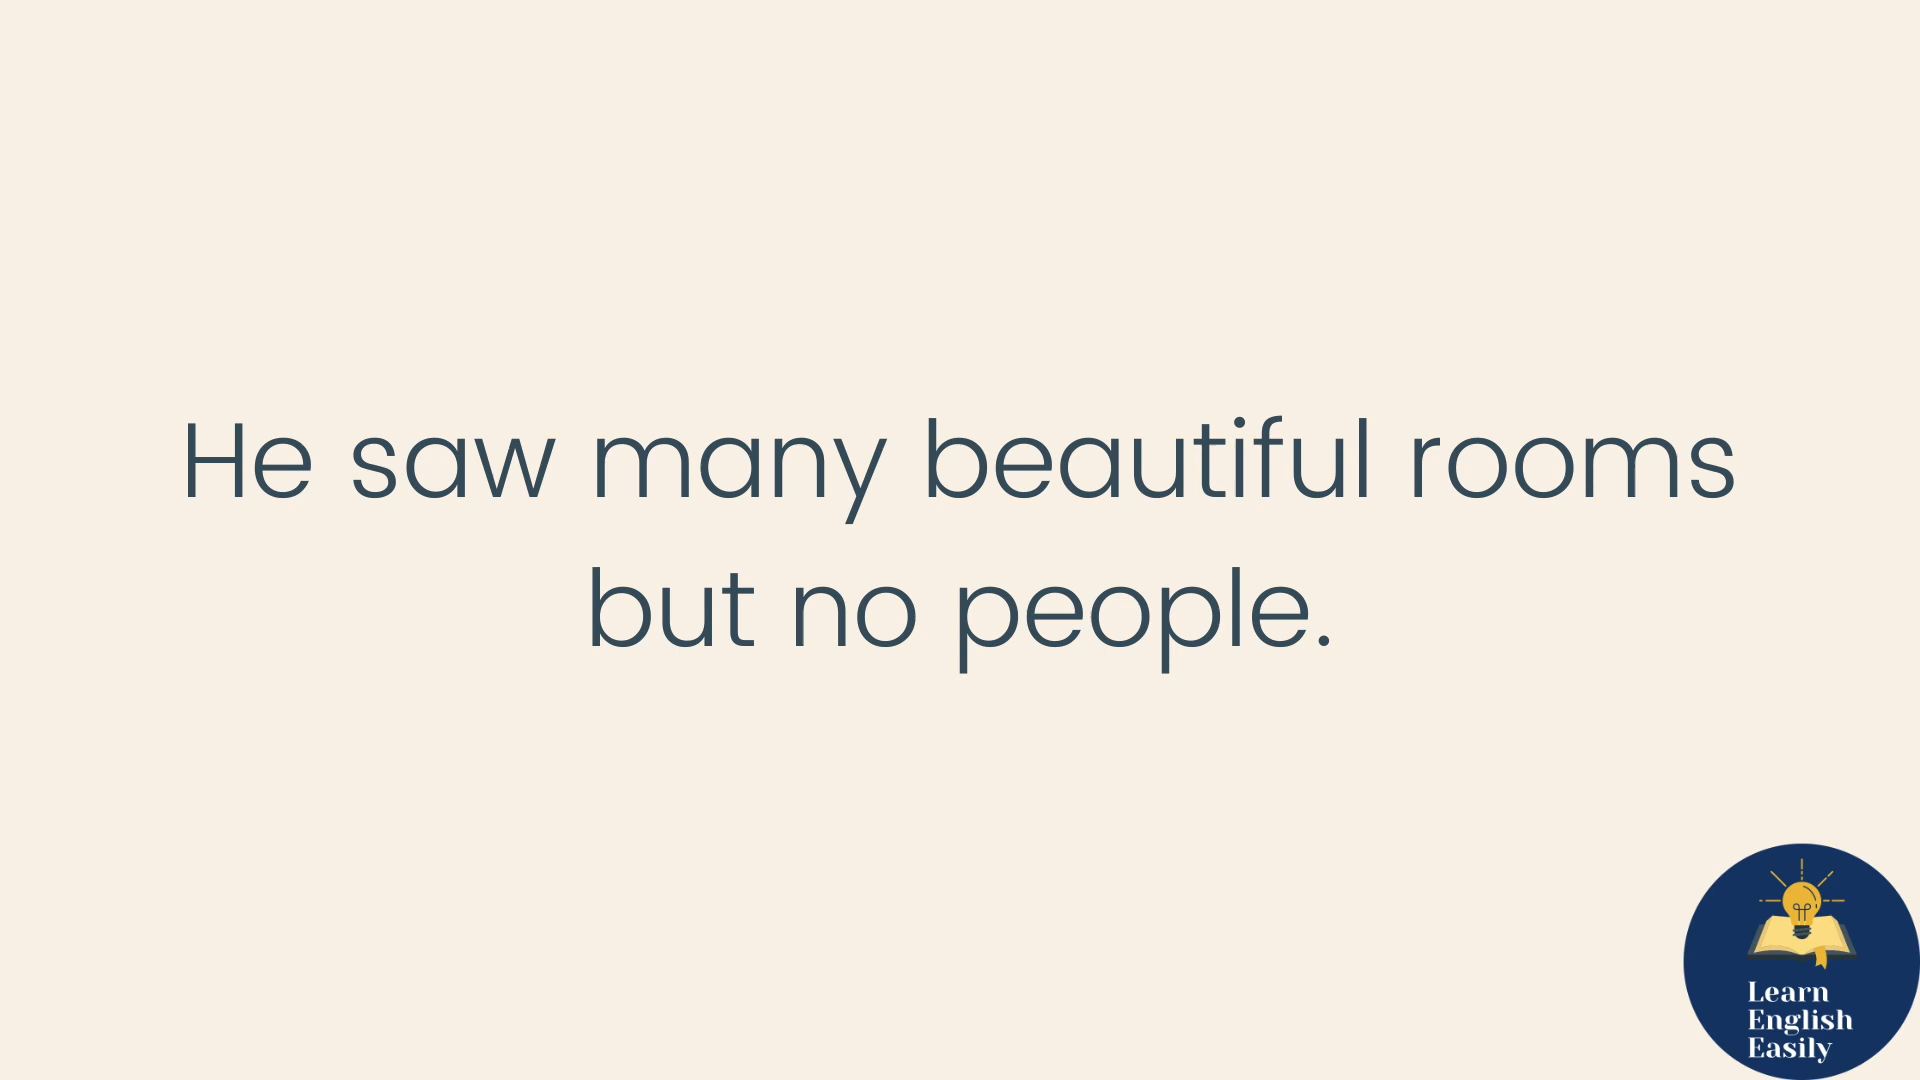 He saw many beautiful rooms
but no people.
Learn
English
Easily